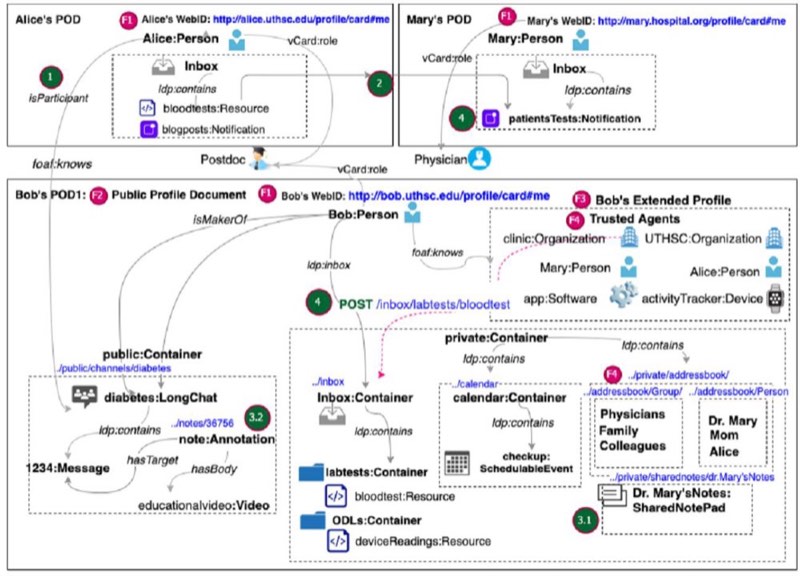 Alice's POD
F1 Alice's WebID: http://alice.uthsc.edu/profile/card#me
Alice:Person
vCard:role
1
isParticipant
Inbox
ldp:contains
bloodtests:Resource
blogposts:Notification
2
Mary's POD
F1 Mary's WebID: http://mary.hospital.org/profile/card#me
Mary:Person
vCard:role
Inbox
ldp:contains
4
patientsTests:Notification
foaf:knows
Postdoc
vCard:role
Physician
Bob's POD1: F2 Public Profile Document F1 Bob's WebID: http://bob.uthsc.edu/profile/card#me
isMakerOf
Bob:Person
foaf:knows
ldp:inbox
F3 Bob's Extended Profile
F4 Trusted Agents
clinic:Organization
UTHSC:Organization
Mary:Person
Alice:Person
app:Software
activityTracker:Device
4 POST /inbox/labtests/bloodtest
public:Container
../public/channels/diabetes
diabetes:LongChat
../notes/36756
3.2
ldp:contains
note:Annotation
hasTarget
hasBody
1234:Message
educationalvideo:Video
private:Container
ldp:contains
ldp:contains
../inbox
Inbox:Container
ldp:contains
labtests:Container
bloodtest:Resource
ODLs:Container
deviceReadings:Resource
../calendar
calendar:Container
ldp:contains
checkup:
SchedulableEvent
F4 ../private/addressbook/
../addressbook/Group/
../addressbook/Person
Physicians
Family
Colleagues
Dr. Mary
Mom
Alice
../private/sharednotes/dr.Mary'sNotes
Dr. Mary'sNotes:
SharedNotePad
3.1